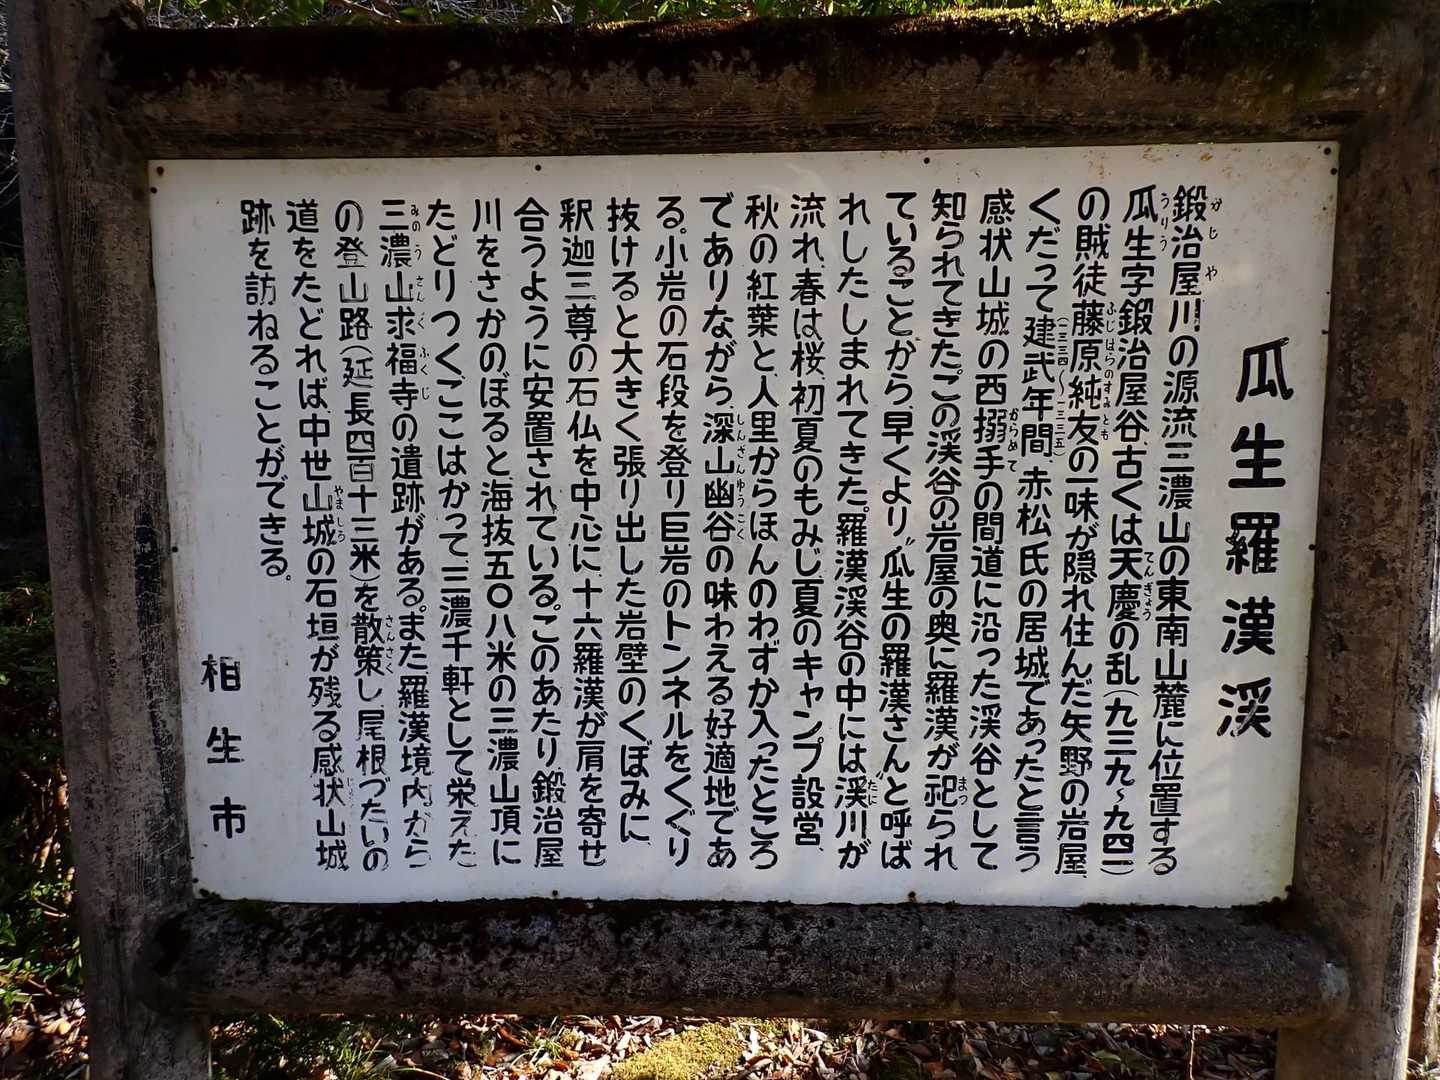 瓜生羅漢渓
鍛治屋川の源流三濃山の東南山麓に位置する
瓜生字鍛治屋谷、古くは天慶の乱(九三九〜九四一)
の賊徒藤原純友の一味が隠れ住んだ矢野の岩屋、
くだって建武年間(一三三四〜一三三五)、赤松氏の居城であったと言う
感状山城の西搦手の間道に沿った渓谷として
知られてきた。この渓谷の岩屋の奥に羅漢が祀られ
ていることから、早くより〝瓜生の羅漢さん〟と呼ば
れしたしまれてきた。羅漢渓谷の中には渓川が
流れ、春は桜、初夏のもみじ、夏のキャンプ設営、
秋の紅葉と、人里からほんのわずか入ったところ
でありながら、深山幽谷の味わえる好適地であ
る。小岩の石段を登り巨岩のトンネルをくぐり
抜けると大きく張り出した岩壁のくぼみに、
釈迦三尊の石仏を中心に、十六羅漢が肩を寄せ
合うように安置されている。このあたり、鍛治屋
川をさかのぼると、海抜五〇八米の三濃山頂に
たどりつく。ここはかつて、三濃千軒として栄えた
三濃山求福寺の遺跡がある。また羅漢境内から
の登山路(延長四百十三米)を散策し、尾根づたいの
道をたどれば、中世山城の石垣が残る感状山城
跡を訪ねることができる。
相生市